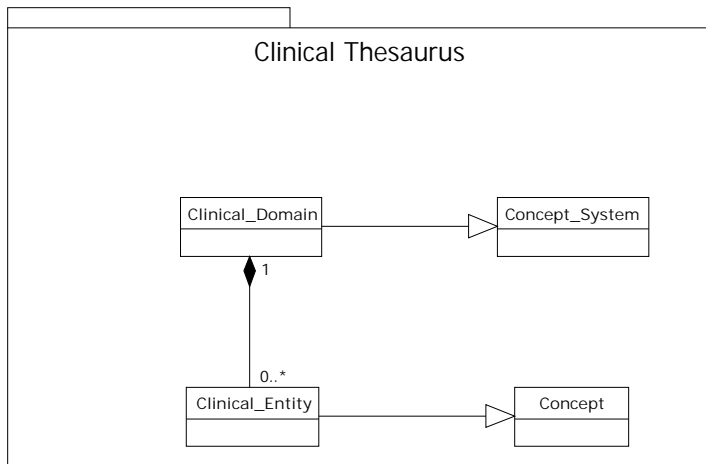 Clinical Thesaurus
Clinical_Domain
Concept_System
1
0..*
Clinical_Entity
Concept